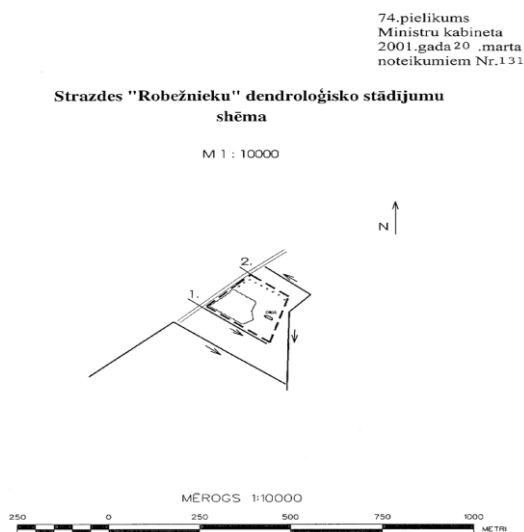 74.pielikums
Ministru kabineta
2001.gada 20 .marta
noteikumiem Nr.131
Strazdes "Robežnieku" dendroloģisko stādījumu
shēma
M 1 : 10000
N
2.
1.
MĒROGS 1:10000
250 0 250 500 750 1000
METRI